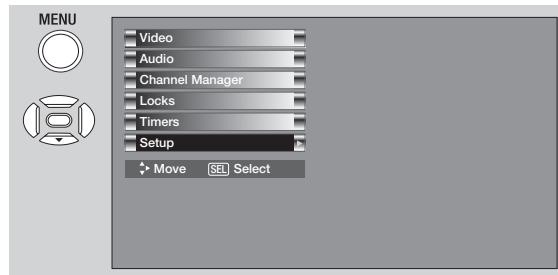 MENU
Video
Audio
Channel Manager
Locks
Timers
Setup
Move SEL Select